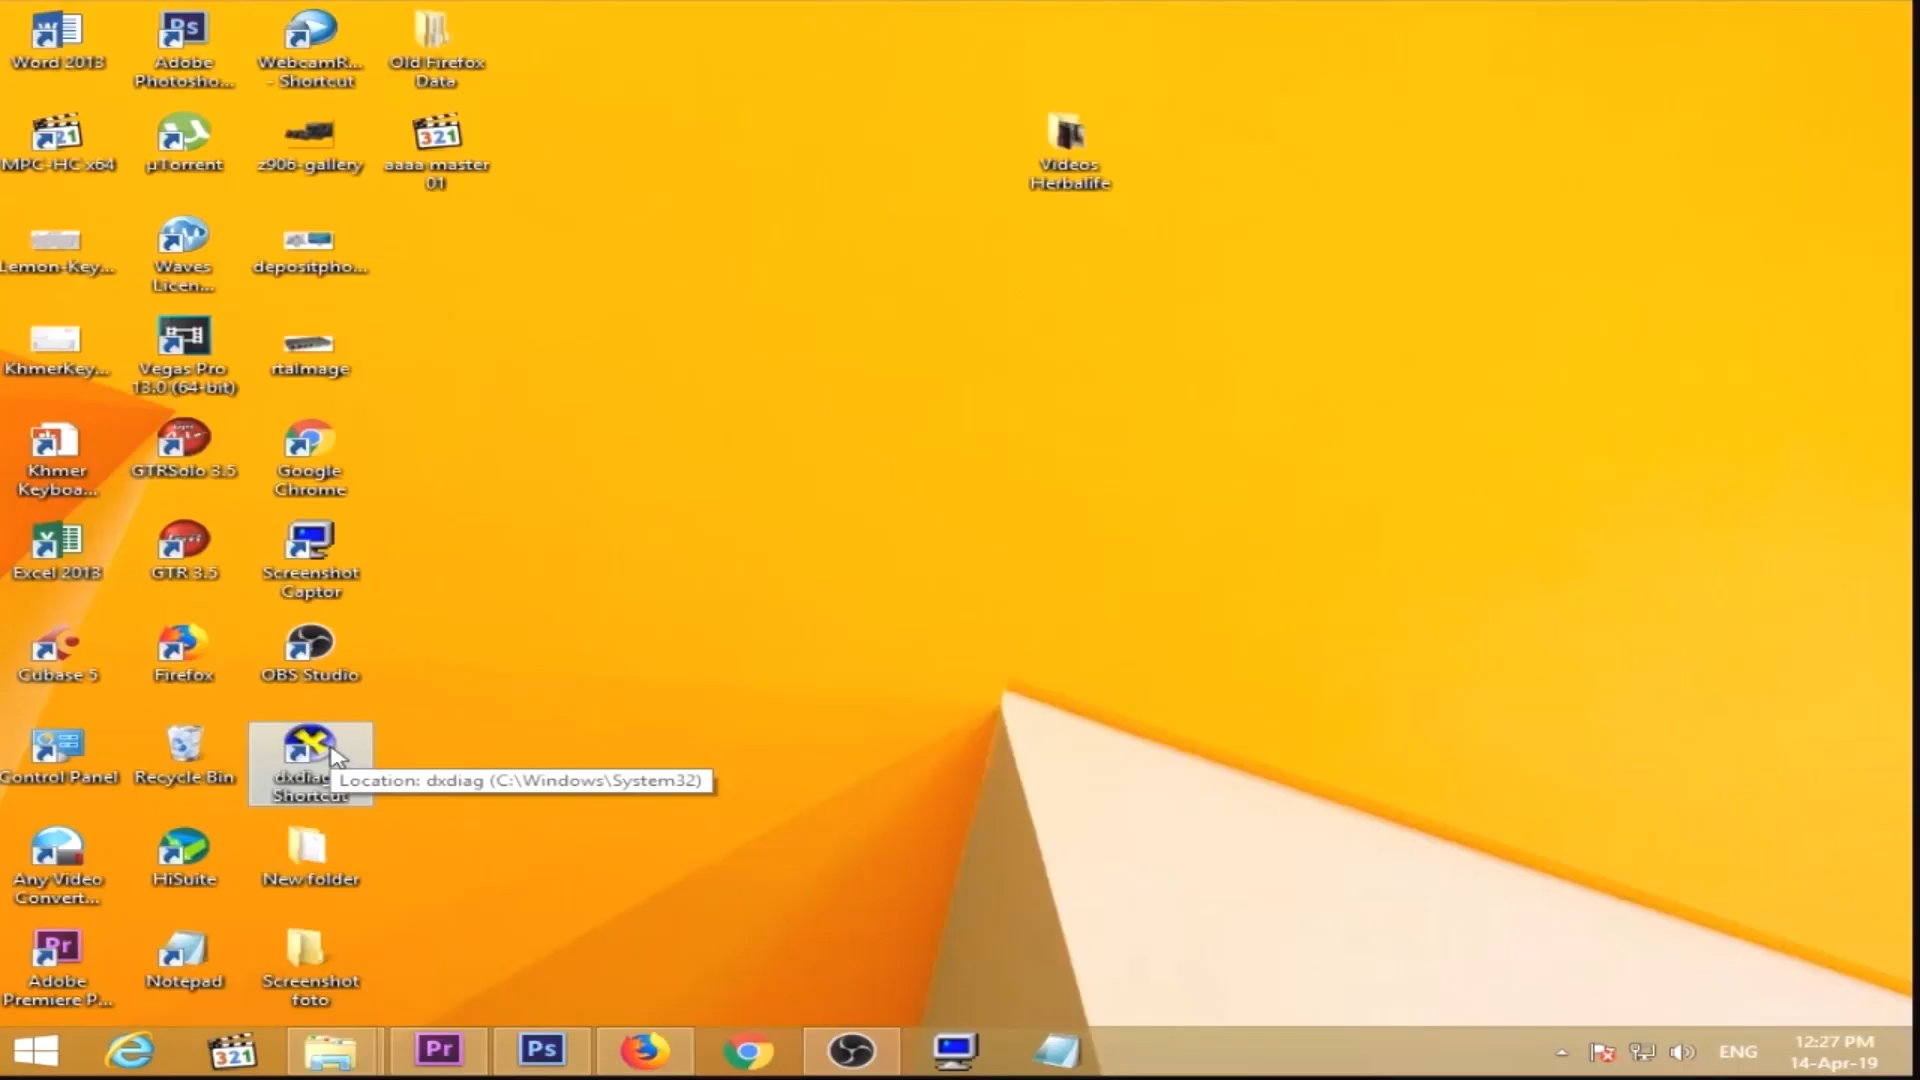 Word 2013
Adobe
Photosho...
WebcamR...
- Shortcut
Old Firefox
Data
MPC-HC x64
µTorrent
z906-gallery
aaaa master
01
Videos
Herbalife
Lemon-Key...
Waves
Licen...
depositpho...
KhmerKey...
Vegas Pro
13.0 (64-bit)
rtaImage
Khmer
Keyboa...
GTRSolo 3.5
Google
Chrome
Excel 2013
GTR 3.5
Screenshot
Captor
Cubase 5
Firefox
OBS Studio
Control Panel
Recycle Bin
dxdiag
Shortcut
Location: dxdiag (C:\Windows\System32)
Any Video
Convert...
HiSuite
New folder
Adobe
Premiere P...
Notepad
Screenshot
foto
321
Pr
Ps
ENG
12:27 PM
14-Apr-19